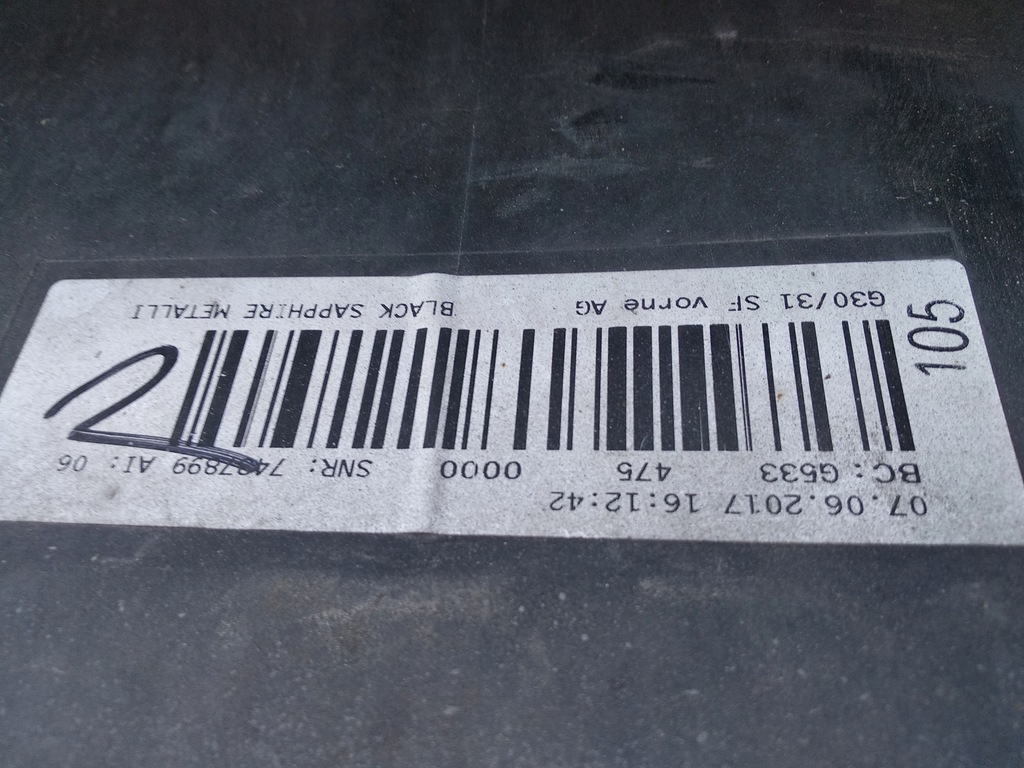 07.06.2017 16:12:42
BC: G533 475 0000 SNR: 7437899 AI: 06
G30/31 SF vorne AG BLACK SAPPHIRE METALLI
105
2